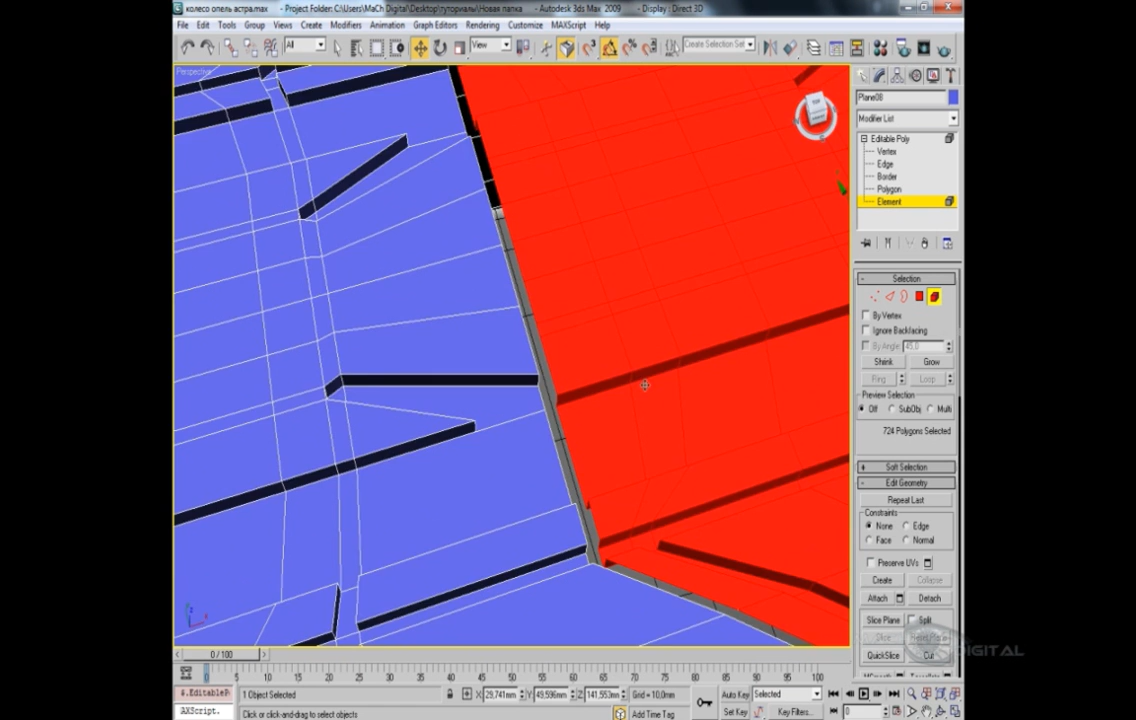 колесо опель астра.max - Project Folder: C:\Users\MaCh Digital\Desktop\туториалы\Новая папка - Autodesk 3ds Max 2009 - Display : Direct 3D
File Edit Tools Group Views Create Modifiers Animation Graph Editors Rendering Customize MAXScript Help
All View Create Selection Set
Perspective
Plane08
Modifier List
Editable Poly
Vertex
Edge
Border
Polygon
Element
- Selection
By Vertex
Ignore Backfacing
By Angle: 45.0
Shrink Grow
Ring Loop
Preview Selection
Off SubObj Multi
724 Polygons Selected
+ Soft Selection
- Edit Geometry
Repeat Last
Constraints
None Edge
Face Normal
Preserve UVs
Create Collapse
Attach Detach
Slice Plane Split
Slice
QuickSlice Cut
DIGITAL
0 / 100
0 5 10 15 20 25 30 35 40 45 50 55 60 65 70 75 80 85 90 95 100
1 Object Selected X: 29,741mm Y: 49,596mm Z: 141,553mm Grid = 10,0mm Auto Key Selected
AXScript. Click or click-and-drag to select objects Add Time Tag Set Key Key Filters... 0